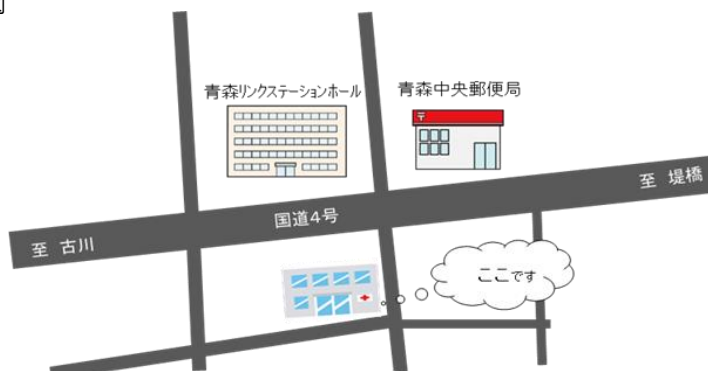 青森リンクステーションホール
青森中央郵便局
〒
至 堤橋
国道4号
至 古川
ここです